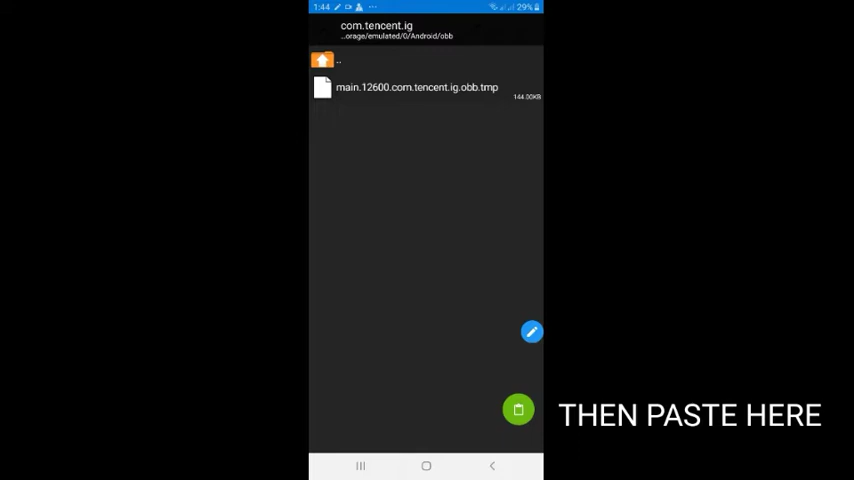 1:44
29%
com.tencent.ig
...orage/emulated/0/Android/obb
..
main.12600.com.tencent.ig.obb.tmp
144.00KB
THEN PASTE HERE